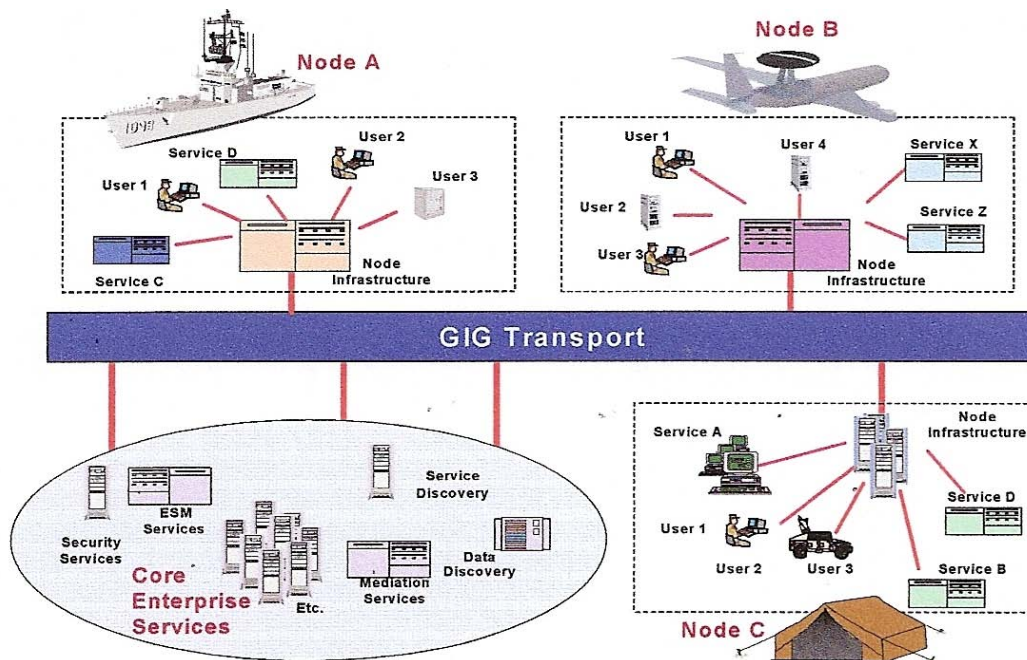 Node A
1049
User 2
Service D
User 1
User 3
Service C
Node
Infrastructure
Node B
User 1
User 4
Service X
User 2
Service Z
User 3
Node
Infrastructure
GIG Transport
Service
Discovery
ESM
Services
Security
Services
Data
Discovery
Mediation
Services
Etc.
Core
Enterprise
Services
Service A
Node
Infrastructure
Service D
User 1
User 2
User 3
Service B
Node C